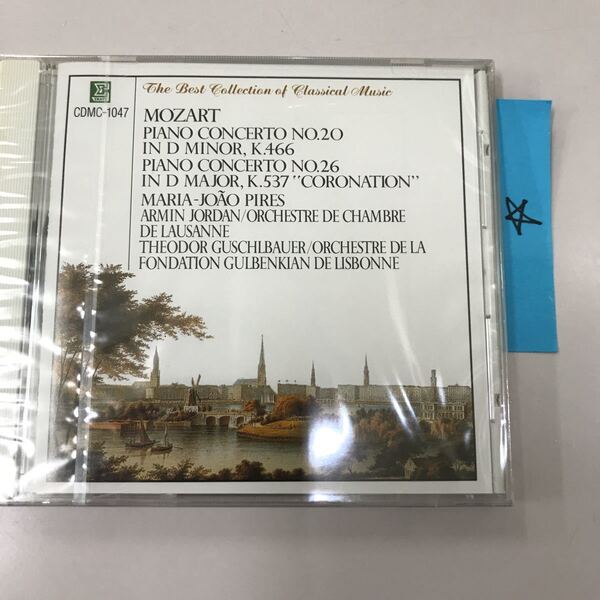 The Best Collection of Classical Music
CDMC-1047
MOZART
PIANO CONCERTO NO.20
IN D MINOR, K.466
PIANO CONCERTO NO.26
IN D MAJOR, K.537 "CORONATION"
MARIA-JOÃO PIRES
ARMIN JORDAN/ORCHESTRE DE CHAMBRE
DE LAUSANNE
THEODOR GUSCHLBAUER/ORCHESTRE DE LA
FONDATION GULBENKIAN DE LISBONNE